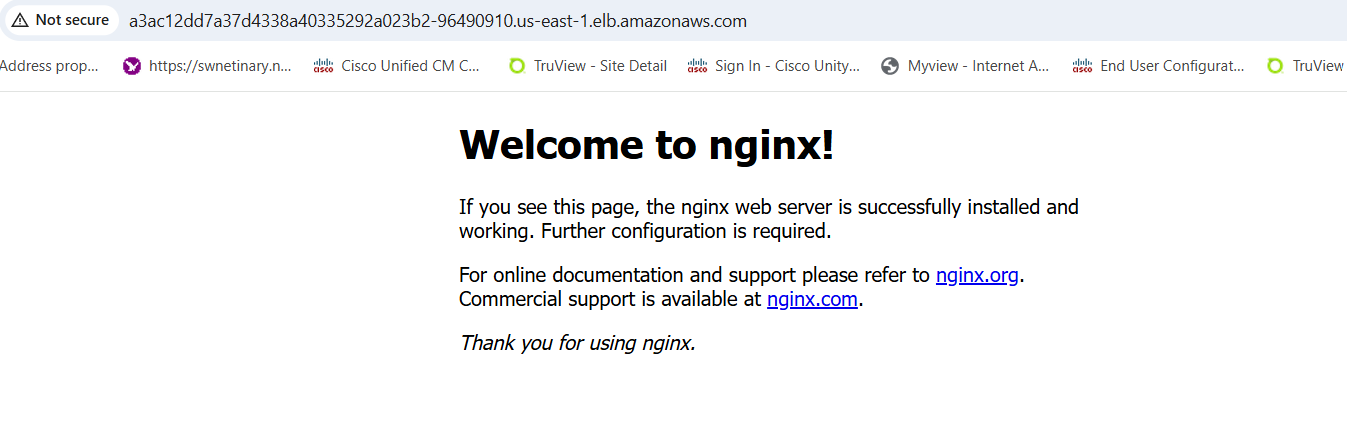 Not secure a3ac12dd7a37d4338a40335292a023b2-96490910.us-east-1.elb.amazonaws.com
Address prop... https://swnetinary.n... cisco Cisco Unified CM C... TruView - Site Detail cisco Sign In - Cisco Unity... Myview - Internet A... cisco End User Configurat... TruView
Welcome to nginx!
If you see this page, the nginx web server is successfully installed and
working. Further configuration is required.
For online documentation and support please refer to nginx.org.
Commercial support is available at nginx.com.
Thank you for using nginx.